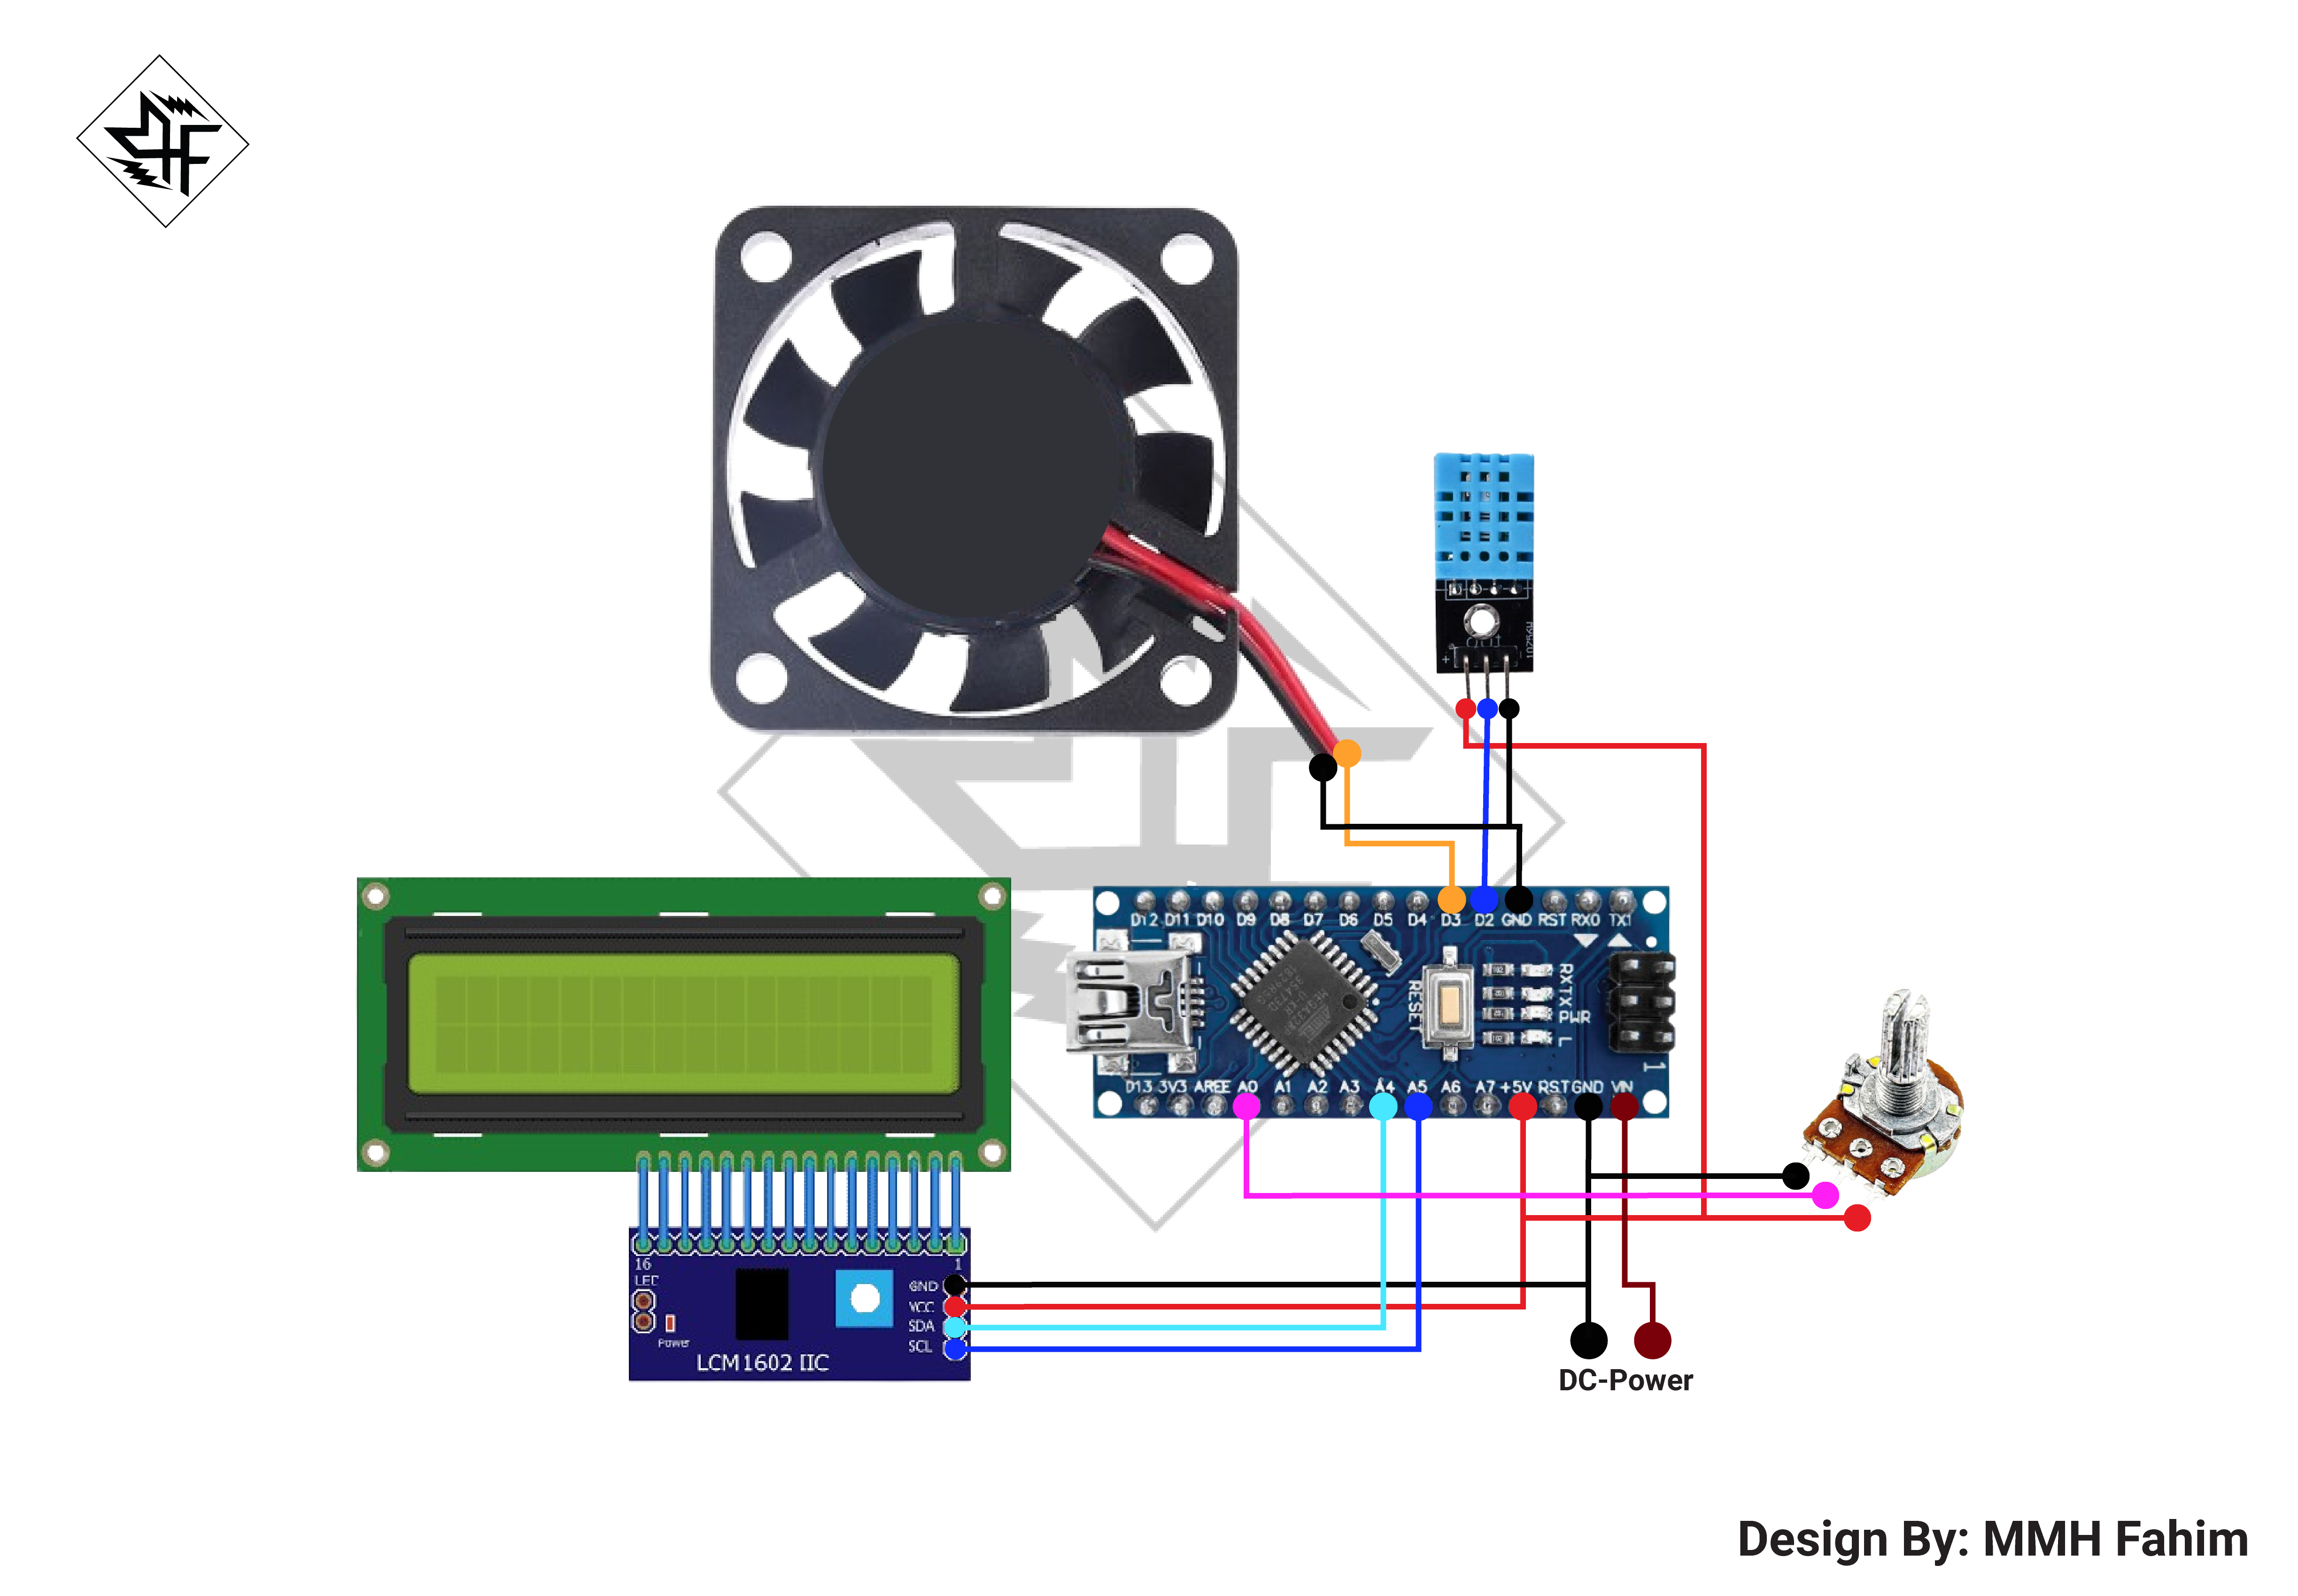 OUT
+ -
D12 D11 D10 D9 D8 D7 D6 D5 D4 D3 D2 GND RST RX0 TX1
RESET
RX
TX
PWR
L
1
D13 3V3 AREF A0 A1 A2 A3 A4 A5 A6 A7 +5V RST GND VIN
16 1
LED
GND
VCC
SDA
SCL
Power
LCM1602 IIC
DC-Power
Design By: MMH Fahim